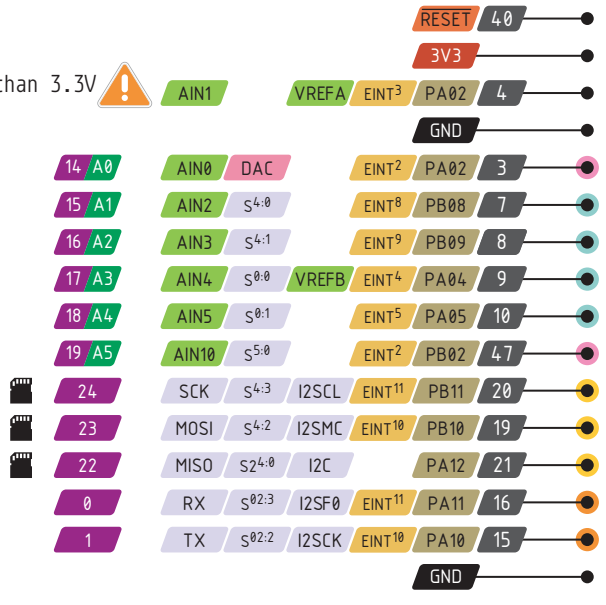 RESET 40
3V3
than 3.3V AIN1 VREFA EINT³ PA02 4
GND
14 A0 AIN0 DAC EINT² PA02 3
15 A1 AIN2 S⁴·⁰ EINT⁸ PB08 7
16 A2 AIN3 S⁴·¹ EINT⁹ PB09 8
17 A3 AIN4 S⁰·⁰ VREFB EINT⁴ PA04 9
18 A4 AIN5 S⁰·¹ EINT⁵ PA05 10
19 A5 AIN10 S⁵·⁰ EINT² PB02 47
24 SCK S⁴·³ I2SCL EINT¹¹ PB11 20
23 MOSI S⁴·² I2SMC EINT¹⁰ PB10 19
22 MISO S2⁴·⁰ I2C PA12 21
0 RX S⁰²·³ I2SF0 EINT¹¹ PA11 16
1 TX S⁰²·² I2SCK EINT¹⁰ PA10 15
GND